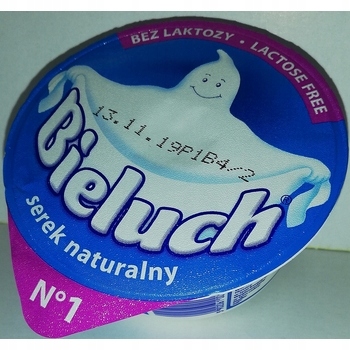 BEZ LAKTOZY • LACTOSE FREE
13.11.19P1B4/2
Bieluch®
serek naturalny
N°1